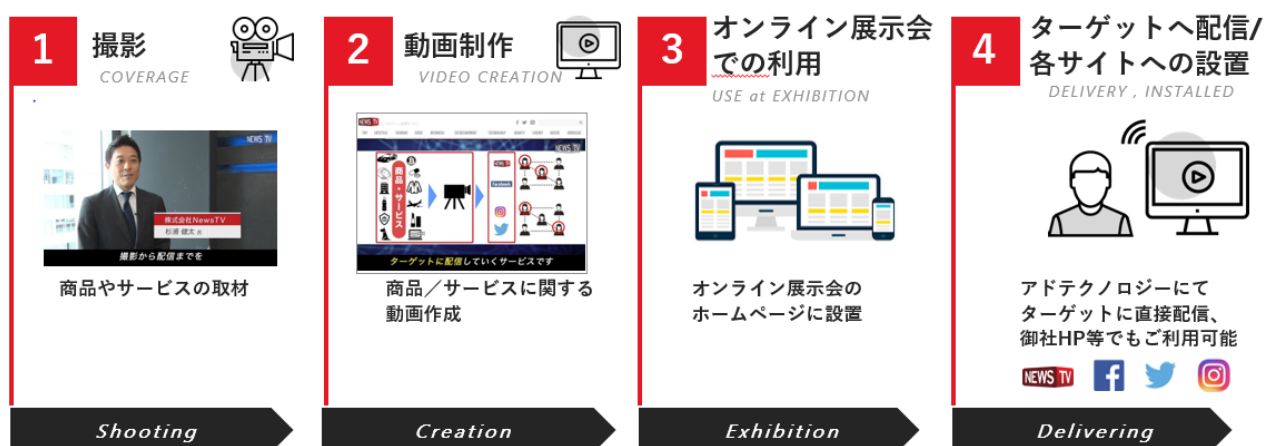 1
撮影
COVERAGE
NEWS TV
株式会社NewsTV
杉浦 健太 氏
撮影から配信までを
商品やサービスの取材
Shooting
2
動画制作
VIDEO CREATION
NEWS TV
NEWS TV
商品・サービス
NEWS TV
facebook
ターゲットに配信していくサービスです
商品／サービスに関する
動画作成
Creation
3
オンライン展示会
での利用
USE at EXHIBITION
オンライン展示会の
ホームページに設置
Exhibition
4
ターゲットへ配信/
各サイトへの設置
DELIVERY , INSTALLED
アドテクノロジーにて
ターゲットに直接配信、
御社HP等でもご利用可能
NEWS TV
Delivering